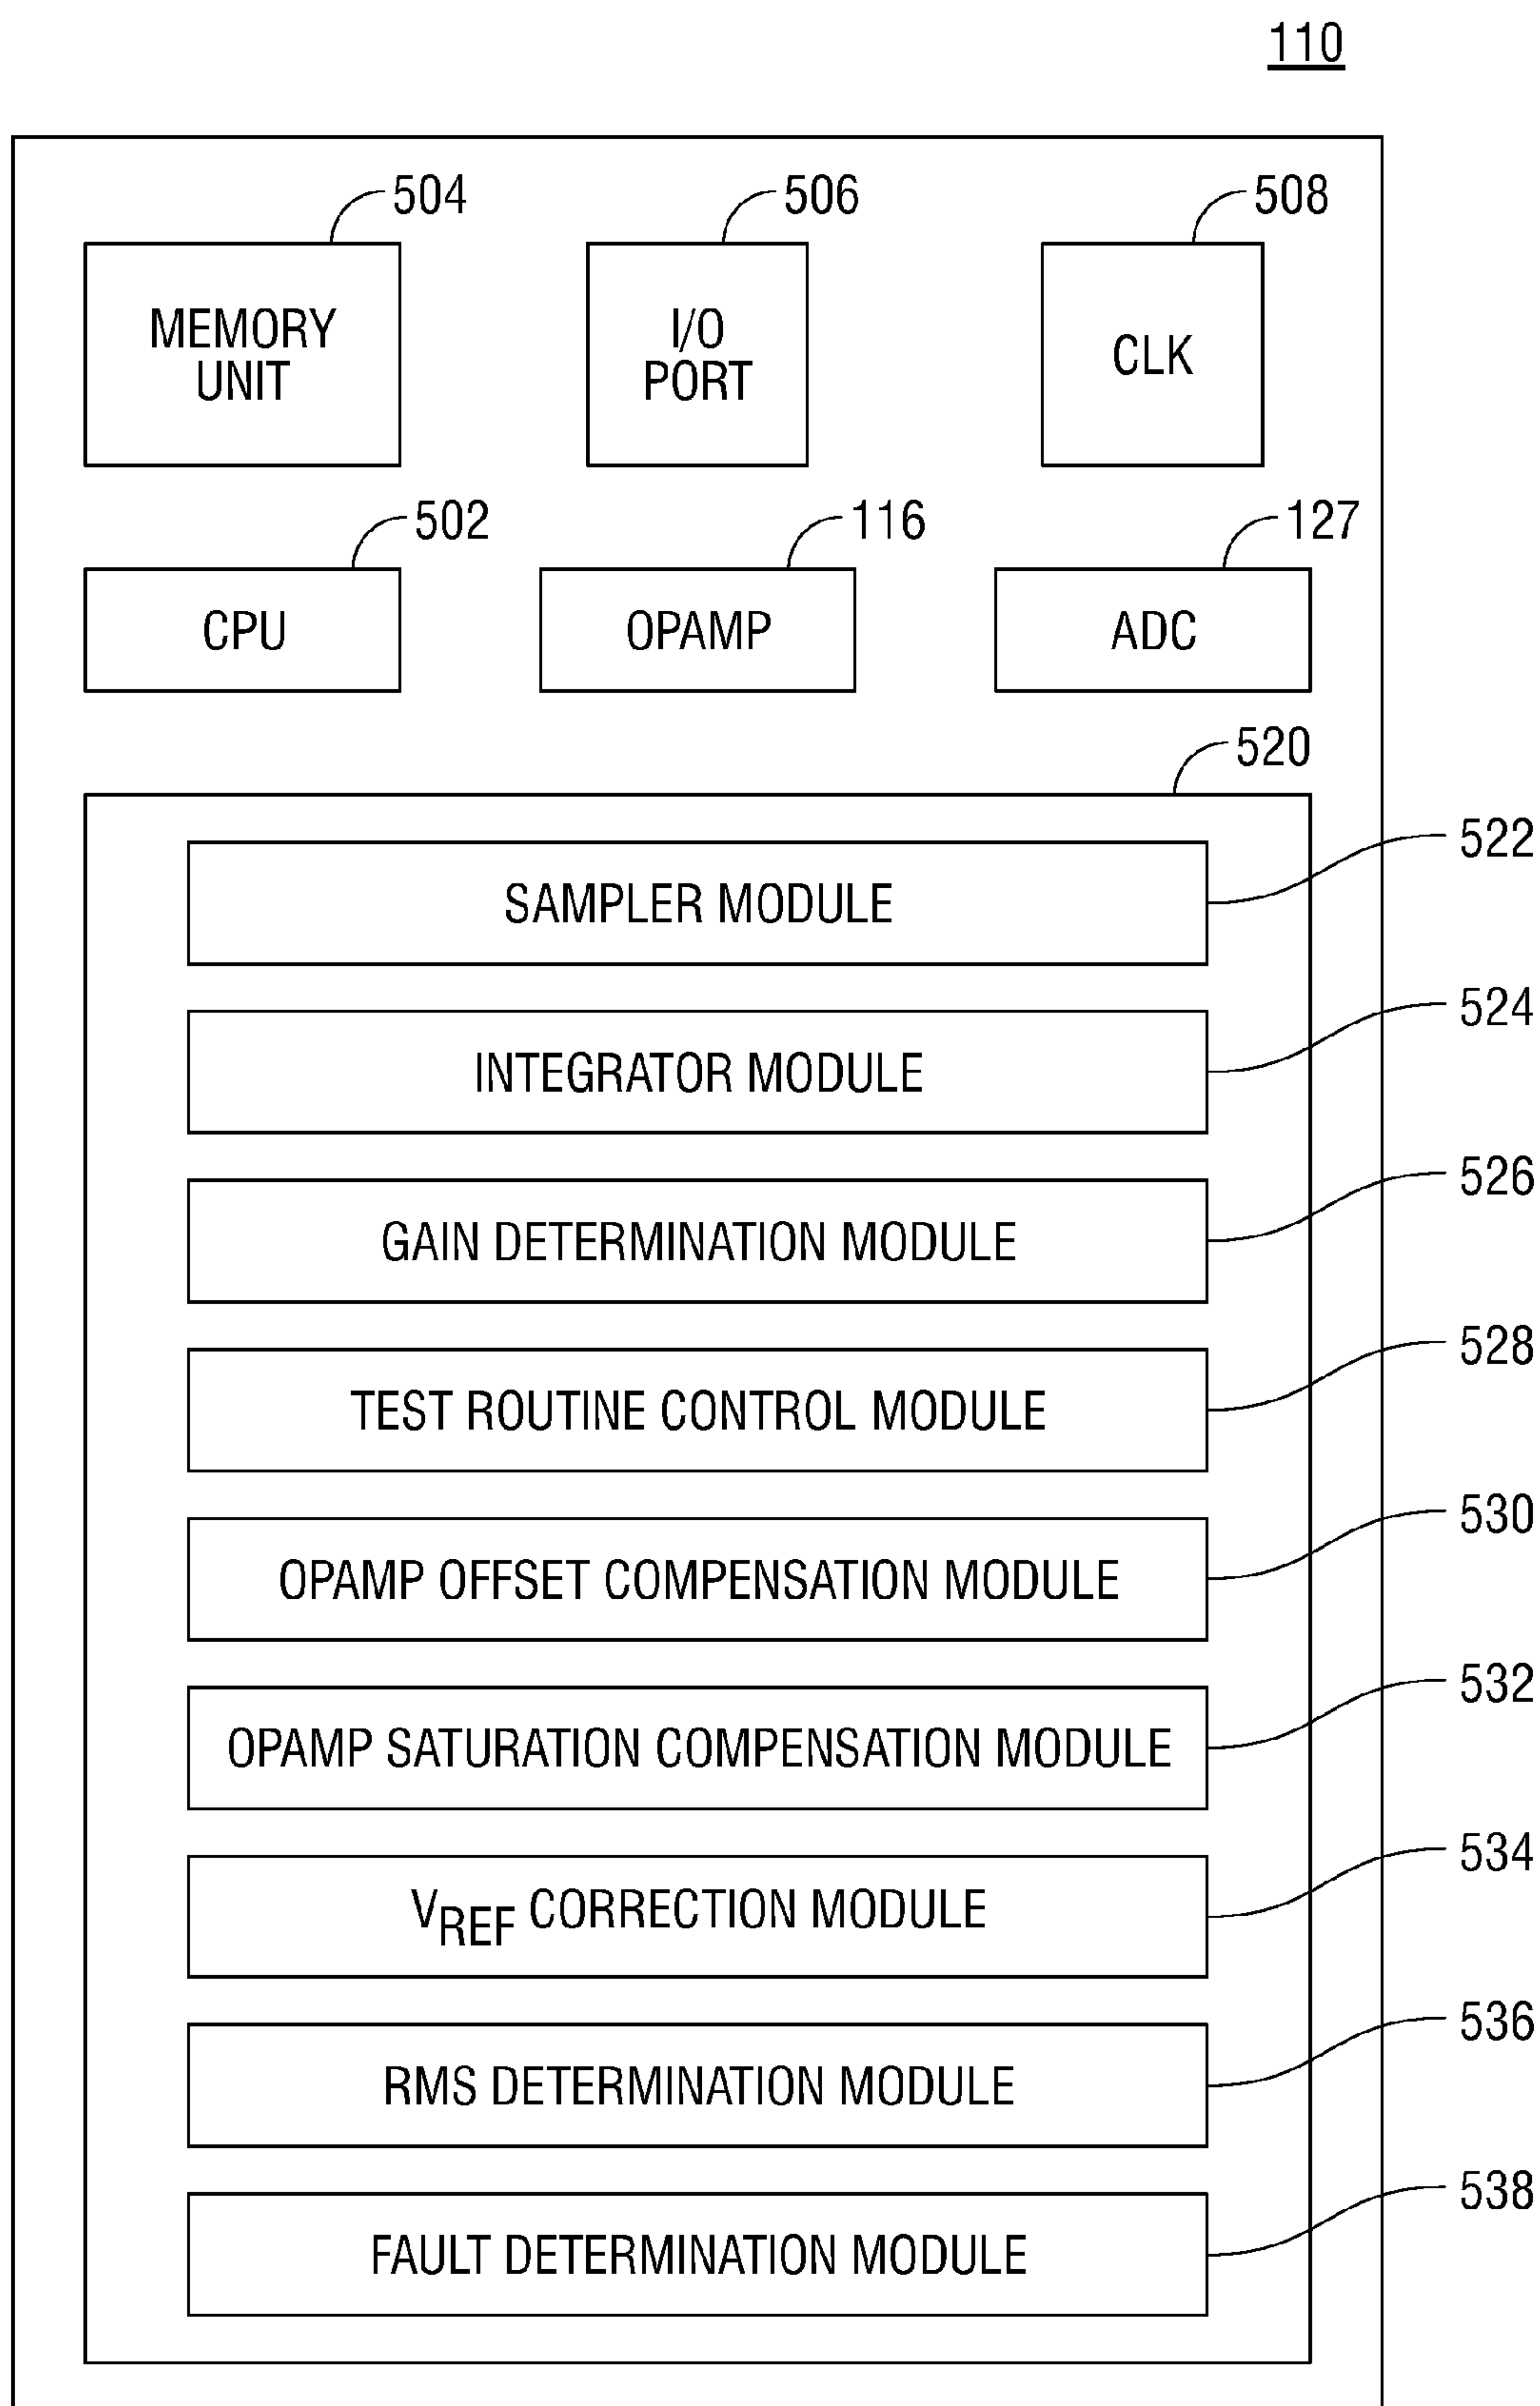 110
504
506
508
MEMORY
UNIT
I/O
PORT
CLK
502
116
127
CPU
OPAMP
ADC
520
522
SAMPLER MODULE
524
INTEGRATOR MODULE
526
GAIN DETERMINATION MODULE
528
TEST ROUTINE CONTROL MODULE
530
OPAMP OFFSET COMPENSATION MODULE
532
OPAMP SATURATION COMPENSATION MODULE
534
VREF CORRECTION MODULE
536
RMS DETERMINATION MODULE
538
FAULT DETERMINATION MODULE